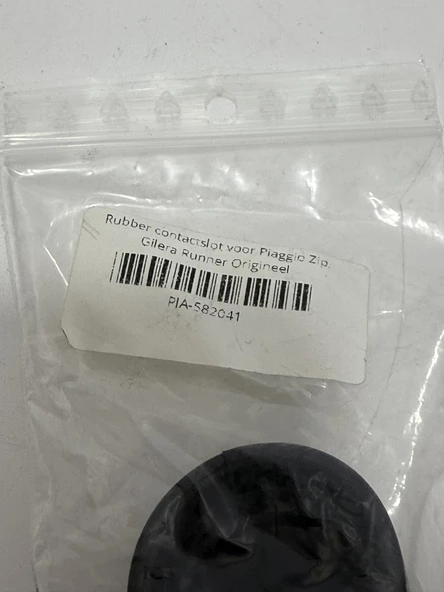 Rubber contactslot voor Piaggio Zip,
Gilera Runner Origineel
PIA-582041